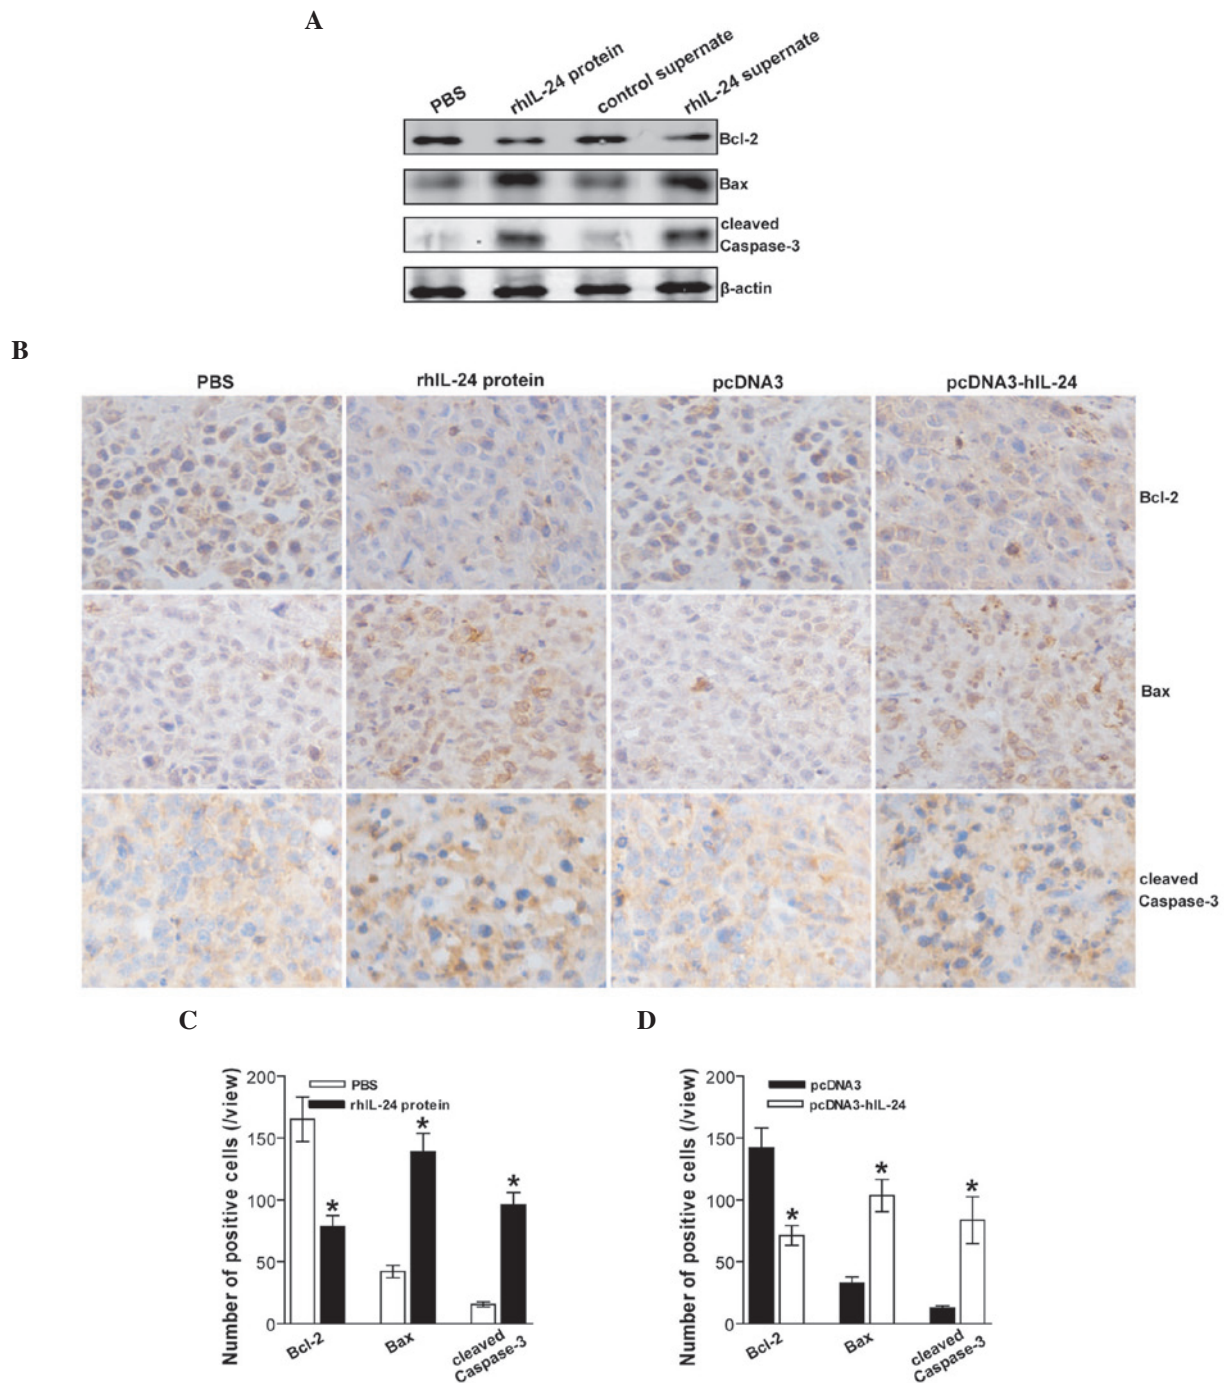 A
PBS
rhIL-24 protein
control supernate
rhIL-24 supernate
Bcl-2
Bax
cleaved
Caspase-3
β-actin
B
PBS
rhIL-24 protein
pcDNA3
pcDNA3-hIL-24
Bcl-2
Bax
cleaved
Caspase-3
C
Number of positive cells (/view)
200
150
100
50
0
PBS
rhIL-24 protein
*
*
*
Bcl-2
Bax
cleaved
Caspase-3
D
Number of positive cells (/view)
200
150
100
50
0
pcDNA3
pcDNA3-hIL-24
*
*
*
Bcl-2
Bax
cleaved
Caspase-3